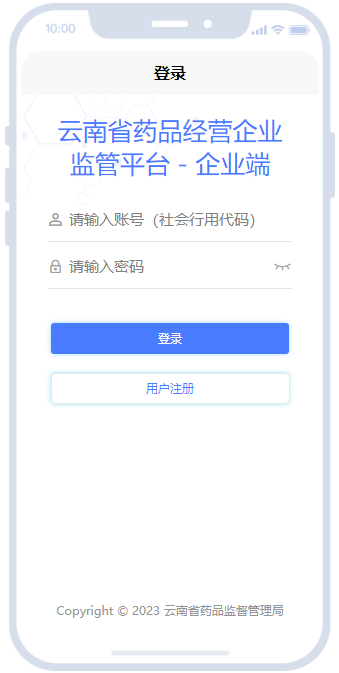 10:00
登录
云南省药品经营企业
监管平台 - 企业端
请输入账号（社会行用代码）
请输入密码
登录
用户注册
Copyright © 2023 云南省药品监督管理局